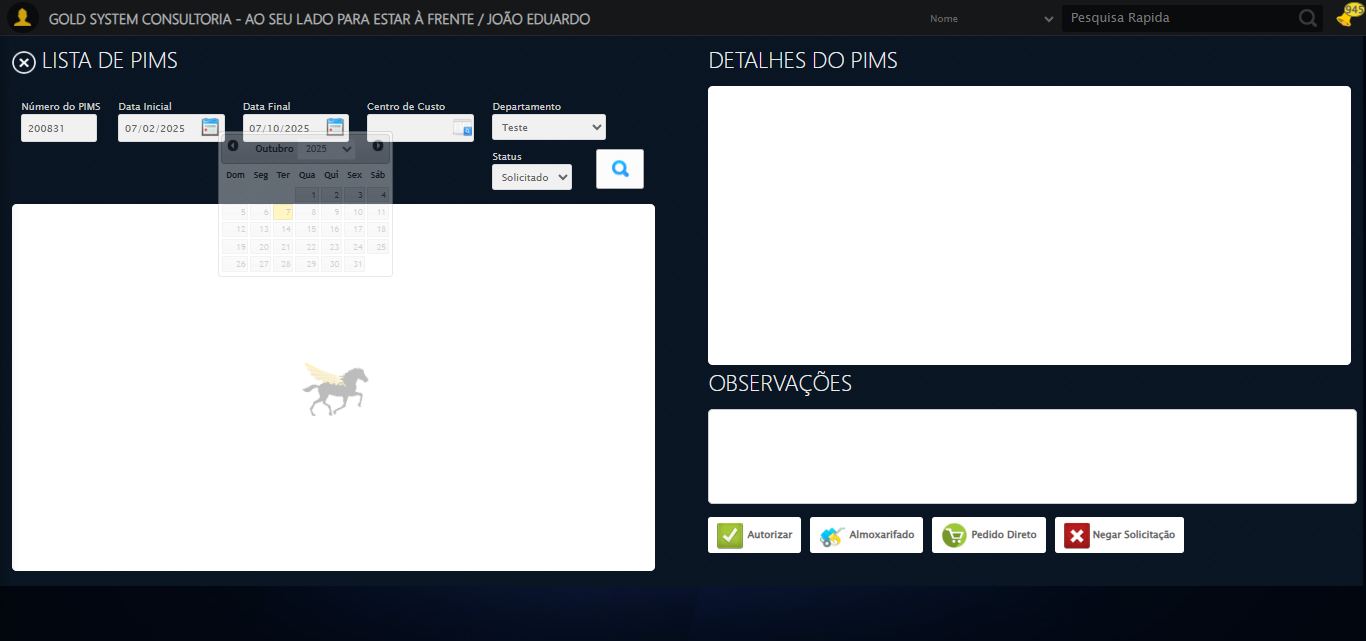 GOLD SYSTEM CONSULTORIA - AO SEU LADO PARA ESTAR À FRENTE / JOÃO EDUARDO
Nome
Pesquisa Rapida
945
LISTA DE PIMS
Número do PIMS Data Inicial Data Final Centro de Custo Departamento
200831 07/02/2025 07/10/2025 Teste
Outubro 2025
Status
Solicitado
Dom Seg Ter Qua Qui Sex Sáb
1 2 3 4
5 6 7 8 9 10 11
12 13 14 15 16 17 18
19 20 21 22 23 24 25
26 27 28 29 30 31
DETALHES DO PIMS
OBSERVAÇÕES
Autorizar Almoxarifado Pedido Direto Negar Solicitação